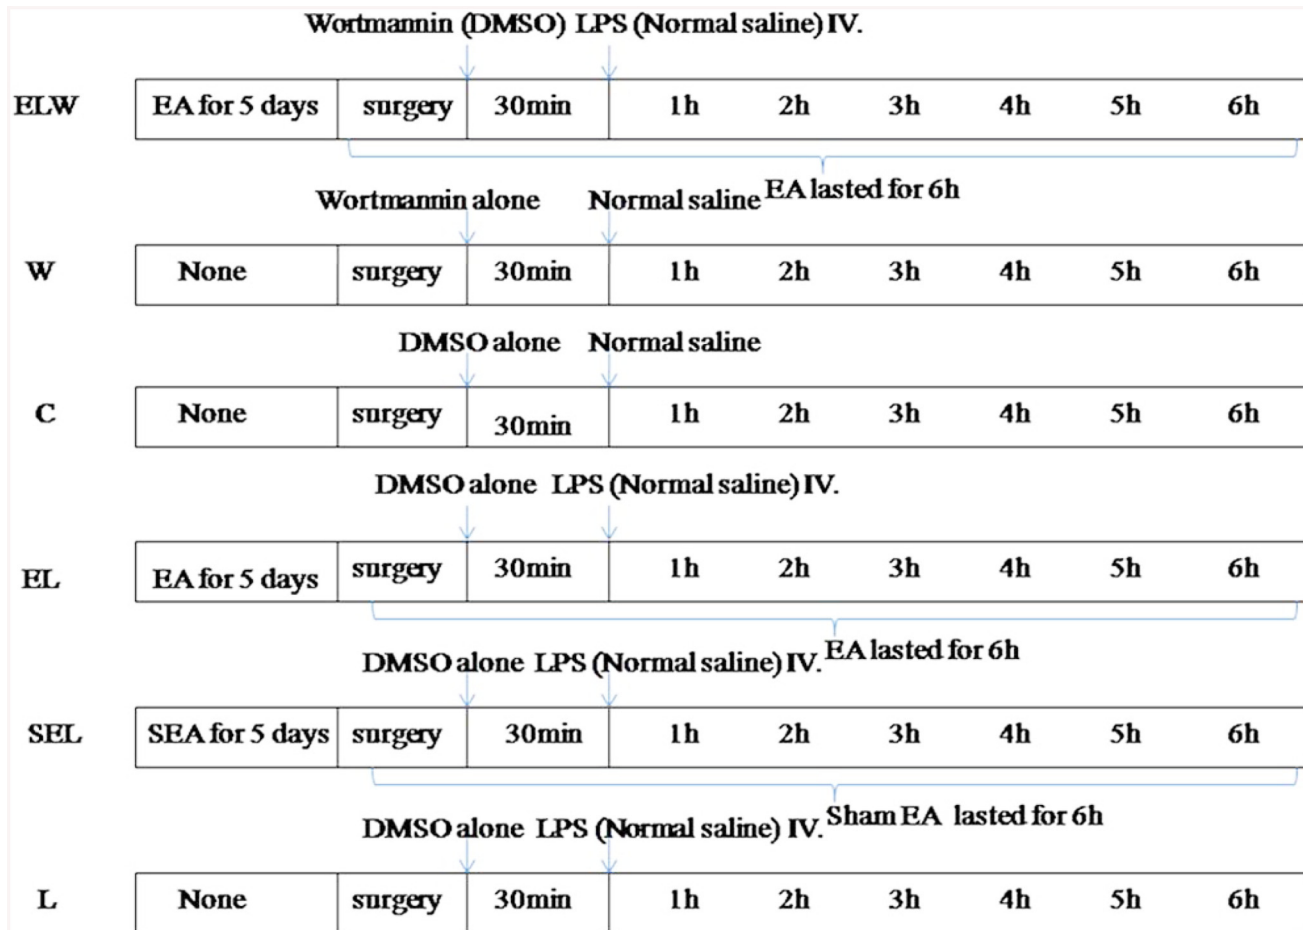 Wortmannin (DMSO) LPS (Normal saline) IV.
ELW EA for 5 days surgery 30min 1h 2h 3h 4h 5h 6h
EA lasted for 6h
Wortmannin alone Normal saline
W None surgery 30min 1h 2h 3h 4h 5h 6h
DMSO alone Normal saline
C None surgery 30min 1h 2h 3h 4h 5h 6h
DMSO alone LPS (Normal saline) IV.
EL EA for 5 days surgery 30min 1h 2h 3h 4h 5h 6h
EA lasted for 6h
DMSO alone LPS (Normal saline) IV.
SEL SEA for 5 days surgery 30min 1h 2h 3h 4h 5h 6h
Sham EA lasted for 6h
DMSO alone LPS (Normal saline) IV.
L None surgery 30min 1h 2h 3h 4h 5h 6h